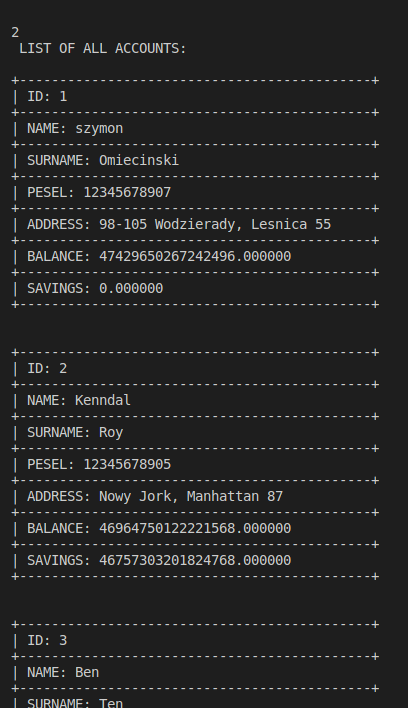 2
LIST OF ALL ACCOUNTS:
+--------------------------------------------+
| ID: 1
+--------------------------------------------+
| NAME: szymon
+--------------------------------------------+
| SURNAME: Omiecinski
+--------------------------------------------+
| PESEL: 12345678907
+--------------------------------------------+
| ADDRESS: 98-105 Wodzierady, Lesnica 55
+--------------------------------------------+
| BALANCE: 47429650267242496.000000
+--------------------------------------------+
| SAVINGS: 0.000000
+--------------------------------------------+
+--------------------------------------------+
| ID: 2
+--------------------------------------------+
| NAME: Kenndal
+--------------------------------------------+
| SURNAME: Roy
+--------------------------------------------+
| PESEL: 12345678905
+--------------------------------------------+
| ADDRESS: Nowy Jork, Manhattan 87
+--------------------------------------------+
| BALANCE: 46964750122221568.000000
+--------------------------------------------+
| SAVINGS: 46757303201824768.000000
+--------------------------------------------+
+--------------------------------------------+
| ID: 3
+--------------------------------------------+
| NAME: Ben
+--------------------------------------------+
| SURNAME: Ten